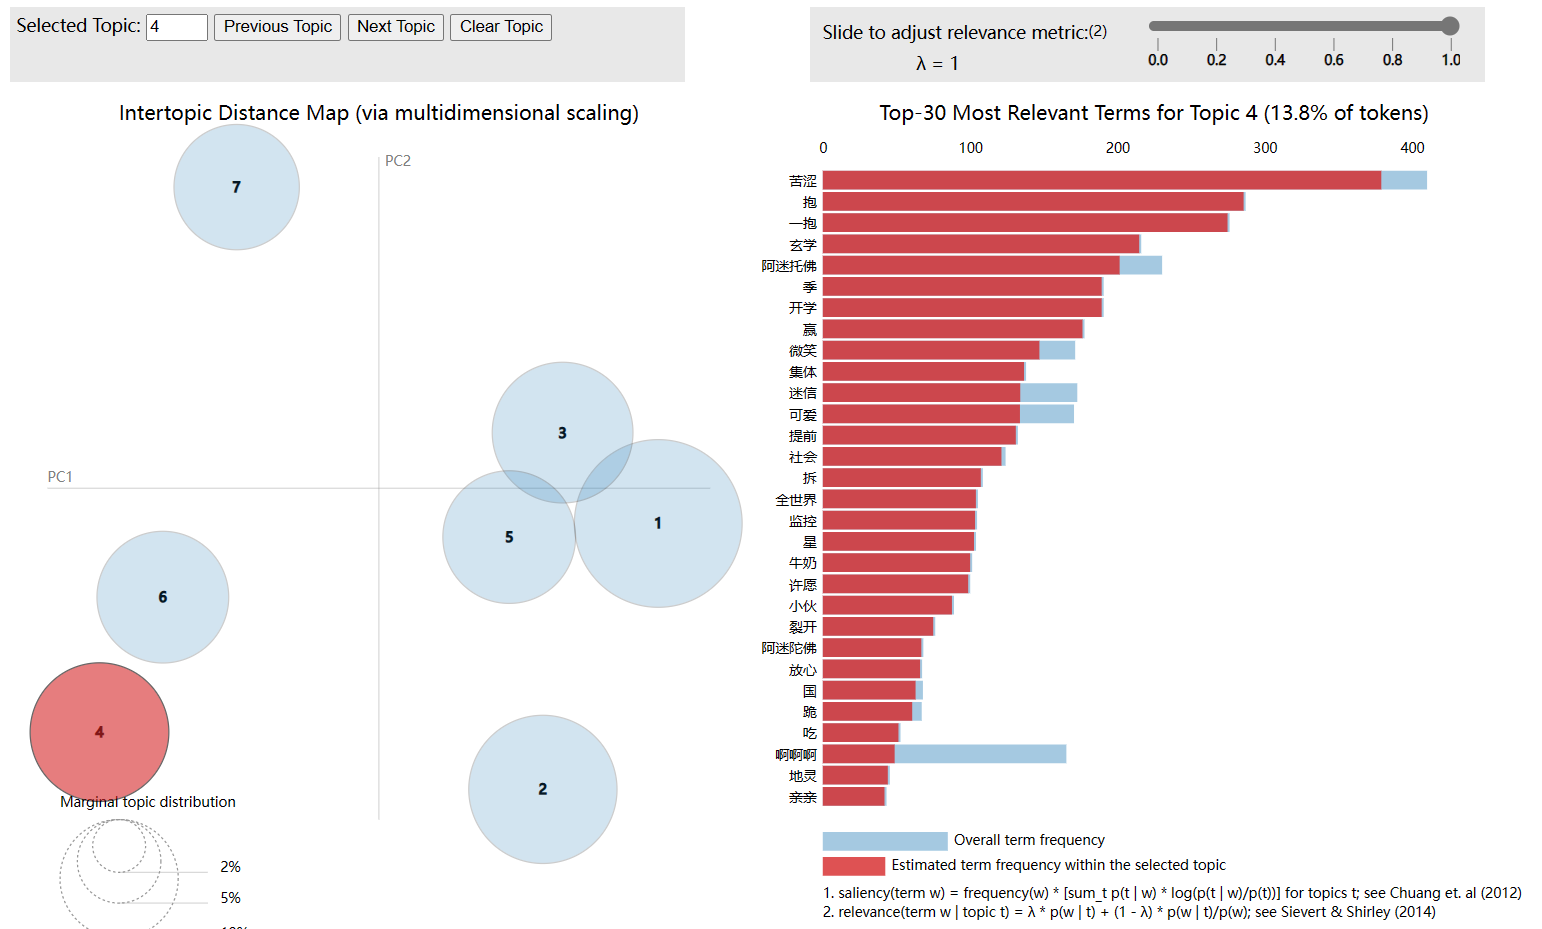 Selected Topic: 4 Previous Topic Next Topic Clear Topic
Slide to adjust relevance metric:(2)
λ = 1
0.0 0.2 0.4 0.6 0.8 1.0
Intertopic Distance Map (via multidimensional scaling)
PC2
PC1
7
3
1
5
6
4
2
Marginal topic distribution
2%
5%
Top-30 Most Relevant Terms for Topic 4 (13.8% of tokens)
0 100 200 300 400
苦涩
抱
一抱
玄学
阿迷托佛
季
开学
赢
微笑
集体
迷信
可爱
提前
社会
拆
全世界
监控
星
牛奶
许愿
小伙
裂开
阿迷陀佛
放心
国
跪
吃
啊啊啊
地灵
亲亲
Overall term frequency
Estimated term frequency within the selected topic
1. saliency(term w) = frequency(w) * [sum_t p(t | w) * log(p(t | w)/p(t))] for topics t; see Chuang et. al (2012)
2. relevance(term w | topic t) = λ * p(w | t) + (1 - λ) * p(w | t)/p(w); see Sievert & Shirley (2014)